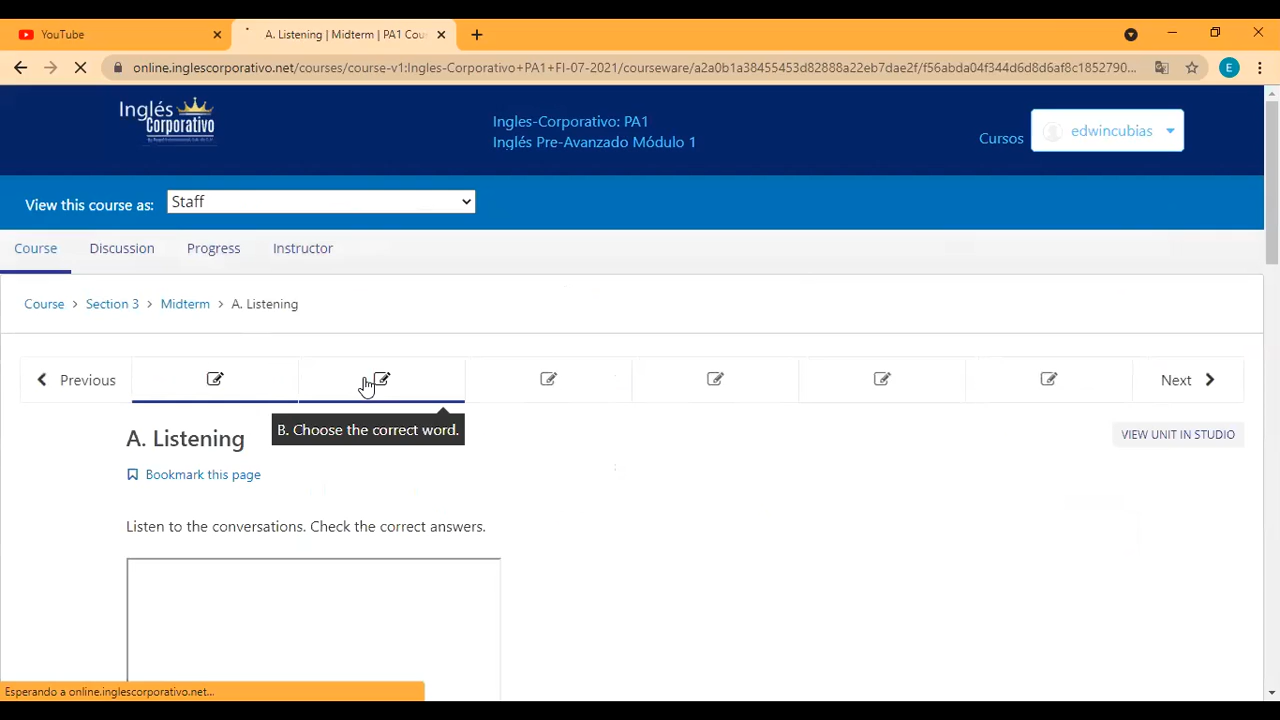 YouTube
A. Listening | Midterm | PA1 Cou
online.inglescorporativo.net/courses/course-v1:Ingles-Corporativo+PA1+FI-07-2021/courseware/a2a0b1a38455453d82888a22eb7dae2f/f56abda04f344d6d8d6af8c1852790...
E
Inglés
Corporativo
Ingles-Corporativo: PA1
Inglés Pre-Avanzado Módulo 1
Cursos
edwincubias
View this course as:
Staff
Course
Discussion
Progress
Instructor
Course > Section 3 > Midterm > A. Listening
Previous
Next
B. Choose the correct word.
A. Listening
VIEW UNIT IN STUDIO
Bookmark this page
Listen to the conversations. Check the correct answers.
Esperando a online.inglescorporativo.net...